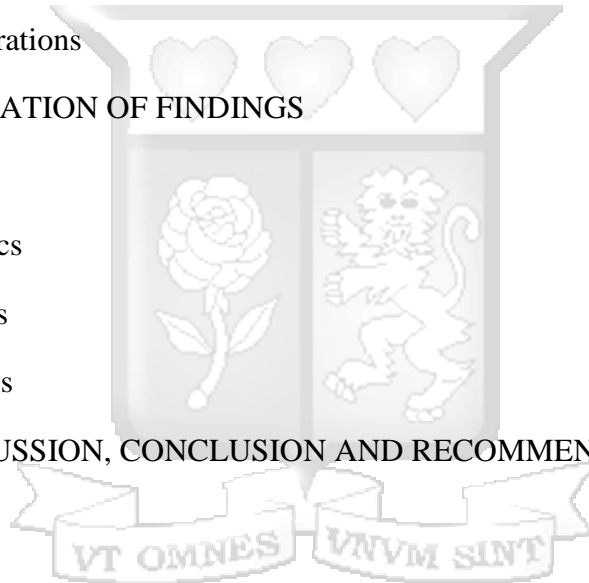 rations
ATION OF FINDINGS
cs
s
s
USSION, CONCLUSION AND RECOMMEN
VT OMNES VNVM SINT